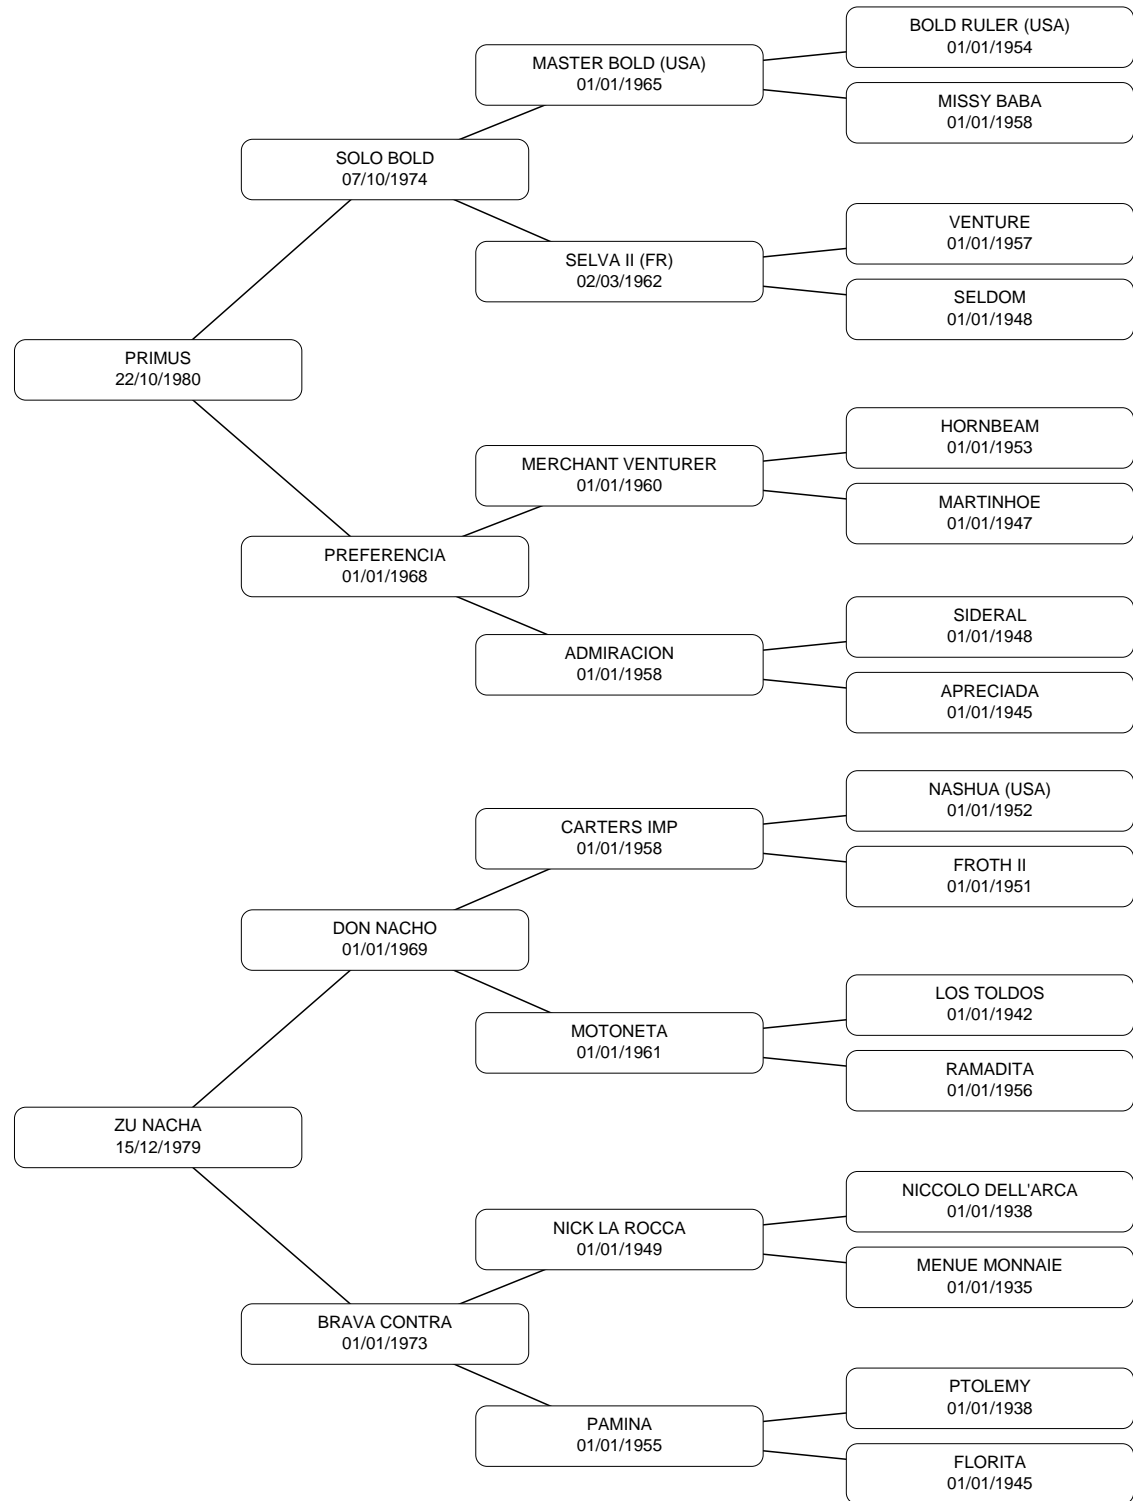 BOLD RULER (USA)
01/01/1954
MASTER BOLD (USA)
01/01/1965
MISSY BABA
01/01/1958
SOLO BOLD
07/10/1974
VENTURE
01/01/1957
SELVA II (FR)
02/03/1962
SELDOM
01/01/1948
PRIMUS
22/10/1980
HORNBEAM
01/01/1953
MERCHANT VENTURER
01/01/1960
MARTINHOE
01/01/1947
PREFERENCIA
01/01/1968
SIDERAL
01/01/1948
ADMIRACION
01/01/1958
APRECIADA
01/01/1945
NASHUA (USA)
01/01/1952
CARTERS IMP
01/01/1958
FROTH II
01/01/1951
DON NACHO
01/01/1969
LOS TOLDOS
01/01/1942
MOTONETA
01/01/1961
RAMADITA
01/01/1956
ZU NACHA
15/12/1979
NICCOLO DELL'ARCA
01/01/1938
NICK LA ROCCA
01/01/1949
MENUE MONNAIE
01/01/1935
BRAVA CONTRA
01/01/1973
PTOLEMY
01/01/1938
PAMINA
01/01/1955
FLORITA
01/01/1945